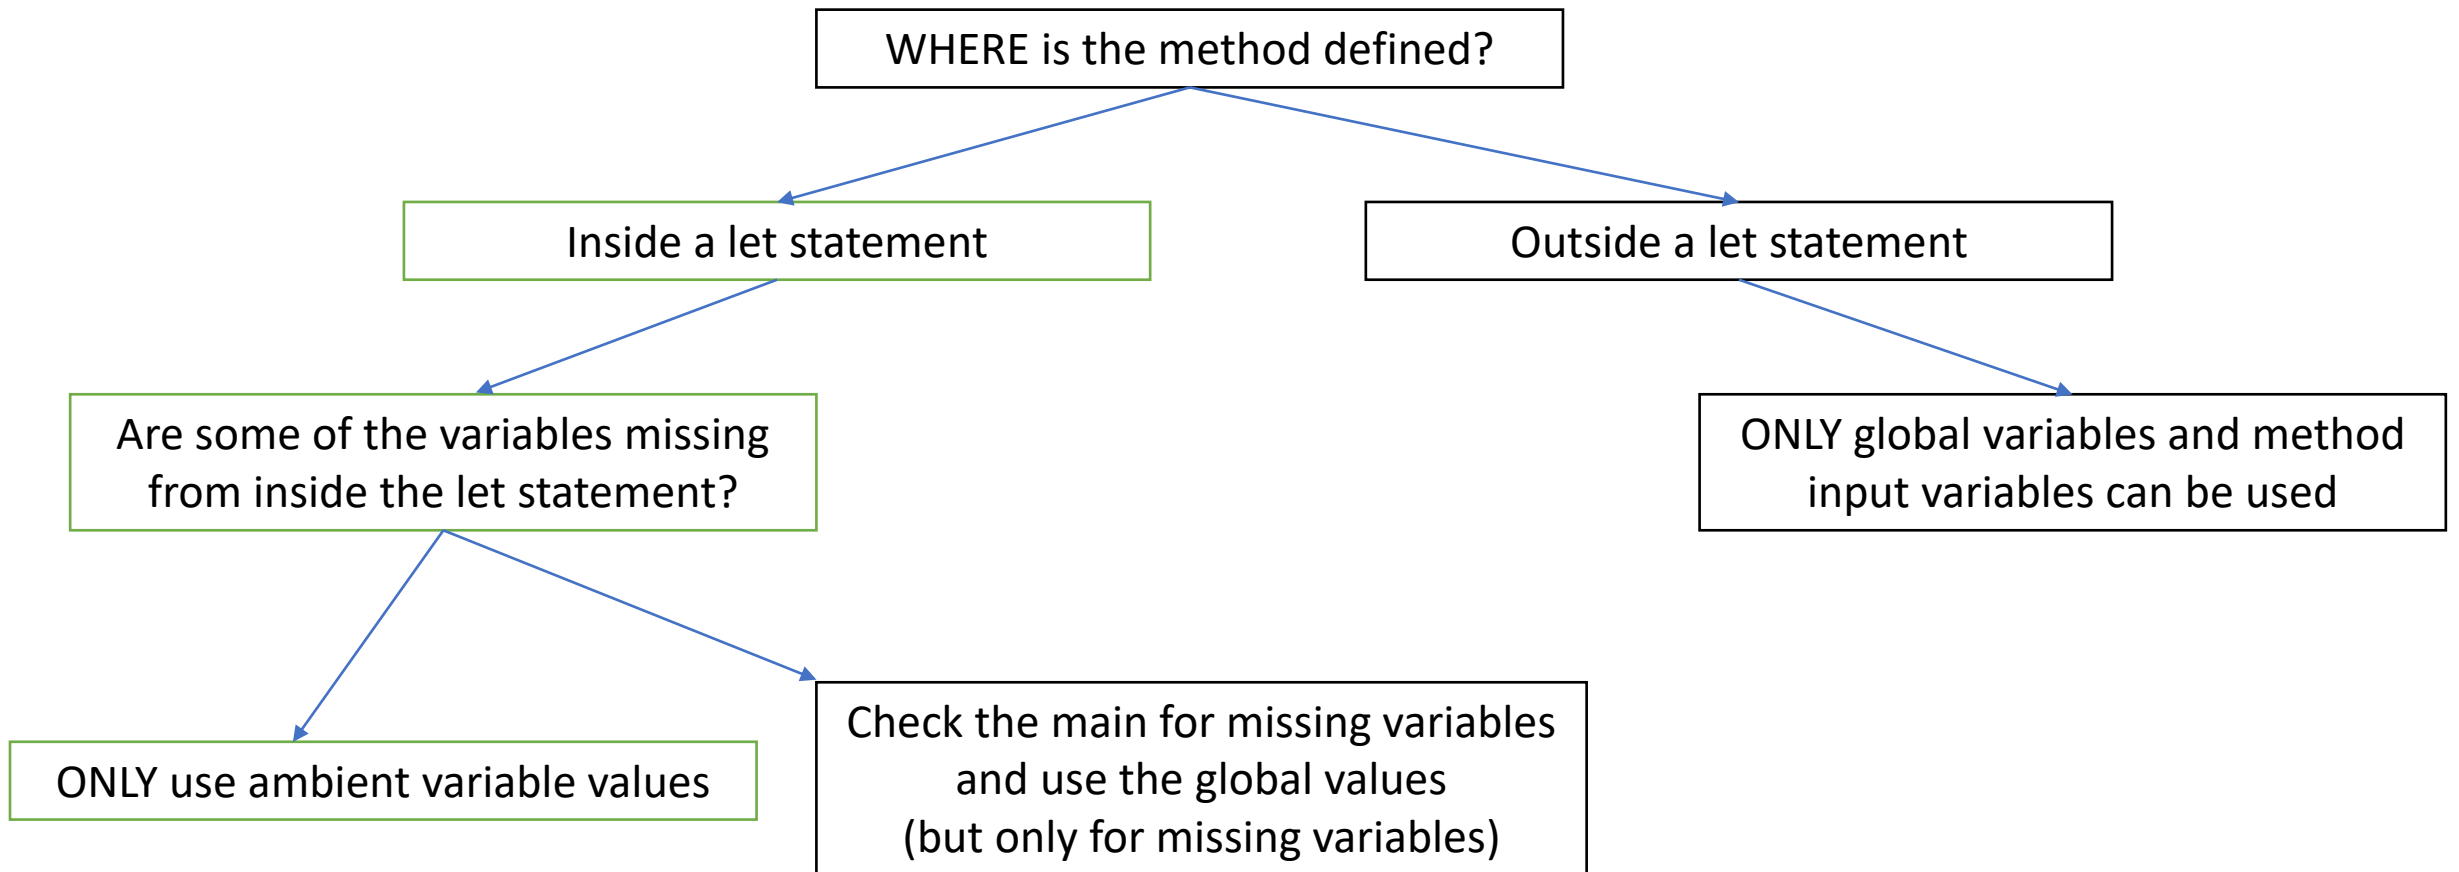 WHERE is the method defined?
Inside a let statement
Outside a let statement
Are some of the variables missing
from inside the let statement?
ONLY global variables and method
input variables can be used
ONLY use ambient variable values
Check the main for missing variables
and use the global values
(but only for missing variables)